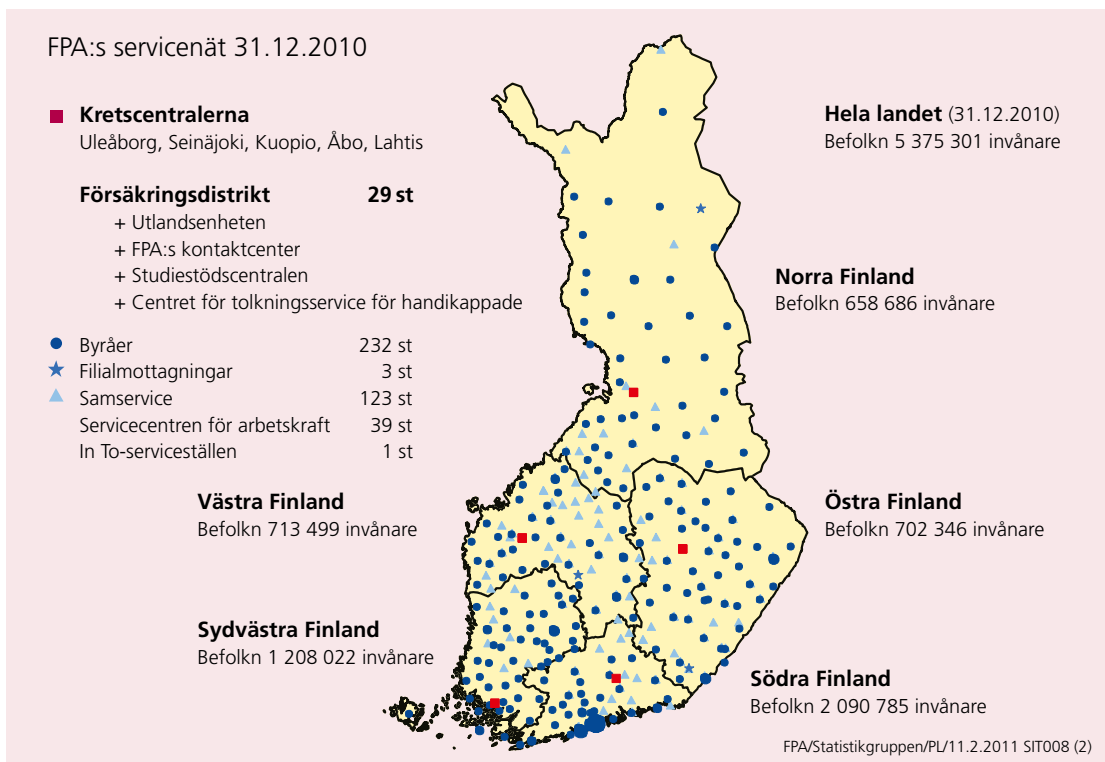 FPA:s servicenät 31.12.2010
Kretscentralerna
Uleåborg, Seinäjoki, Kuopio, Åbo, Lahtis
Försäkringsdistrikt 29 st
+ Utlandsenheten
+ FPA:s kontaktcenter
+ Studiestödscentralen
+ Centret för tolkningsservice för handikappade
Byråer 232 st
Filialmottagningar 3 st
Samservice 123 st
Servicecentren för arbetskraft 39 st
In To-serviceställen 1 st
Hela landet (31.12.2010)
Befolkn 5 375 301 invånare
Norra Finland
Befolkn 658 686 invånare
Västra Finland
Befolkn 713 499 invånare
Östra Finland
Befolkn 702 346 invånare
Sydvästra Finland
Befolkn 1 208 022 invånare
Södra Finland
Befolkn 2 090 785 invånare
FPA/Statistikgruppen/PL/11.2.2011 SIT008 (2)